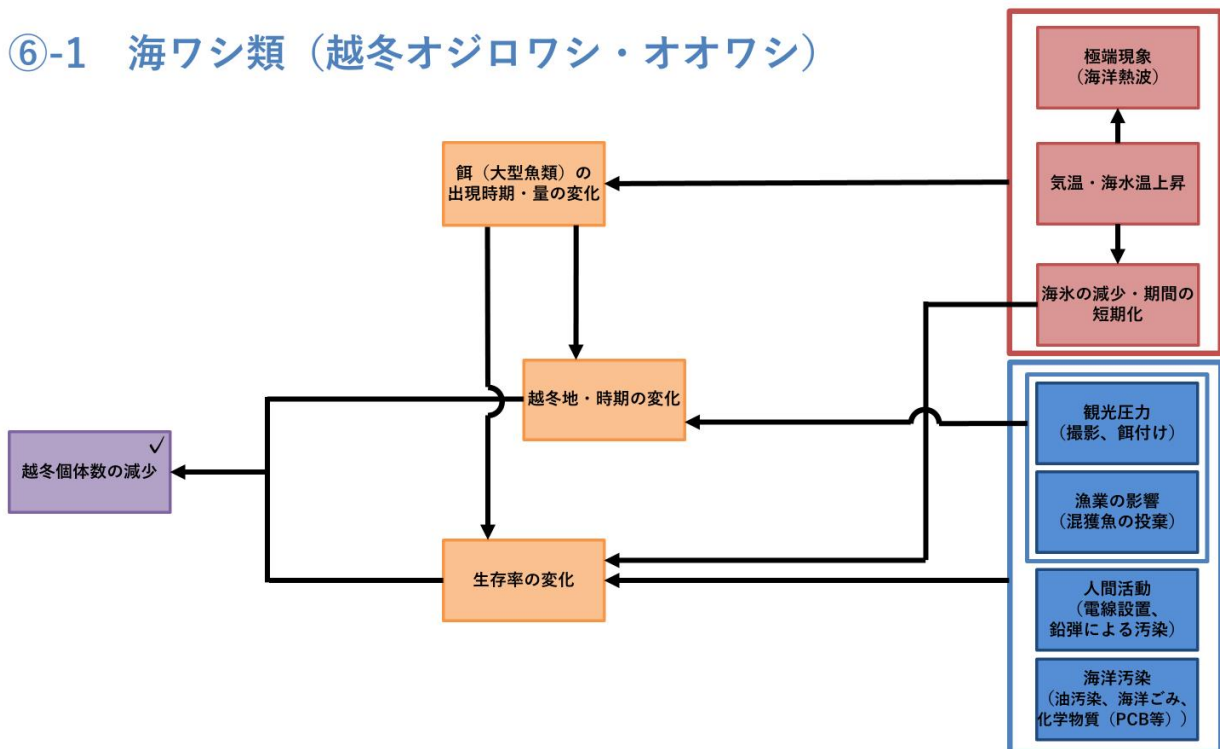 ⑥-1 海ワシ類（越冬オジロワシ・オオワシ）
極端現象
（海洋熱波）
餌（大型魚類）の
出現時期・量の変化
気温・海水温上昇
海氷の減少・期間の
短期化
越冬地・時期の変化
観光圧力
（撮影、餌付け）
✓
越冬個体数の減少
漁業の影響
（混獲魚の投棄）
生存率の変化
人間活動
（電線設置、
鉛弾による汚染）
海洋汚染
（油汚染、海洋ごみ、
化学物質（PCB等））